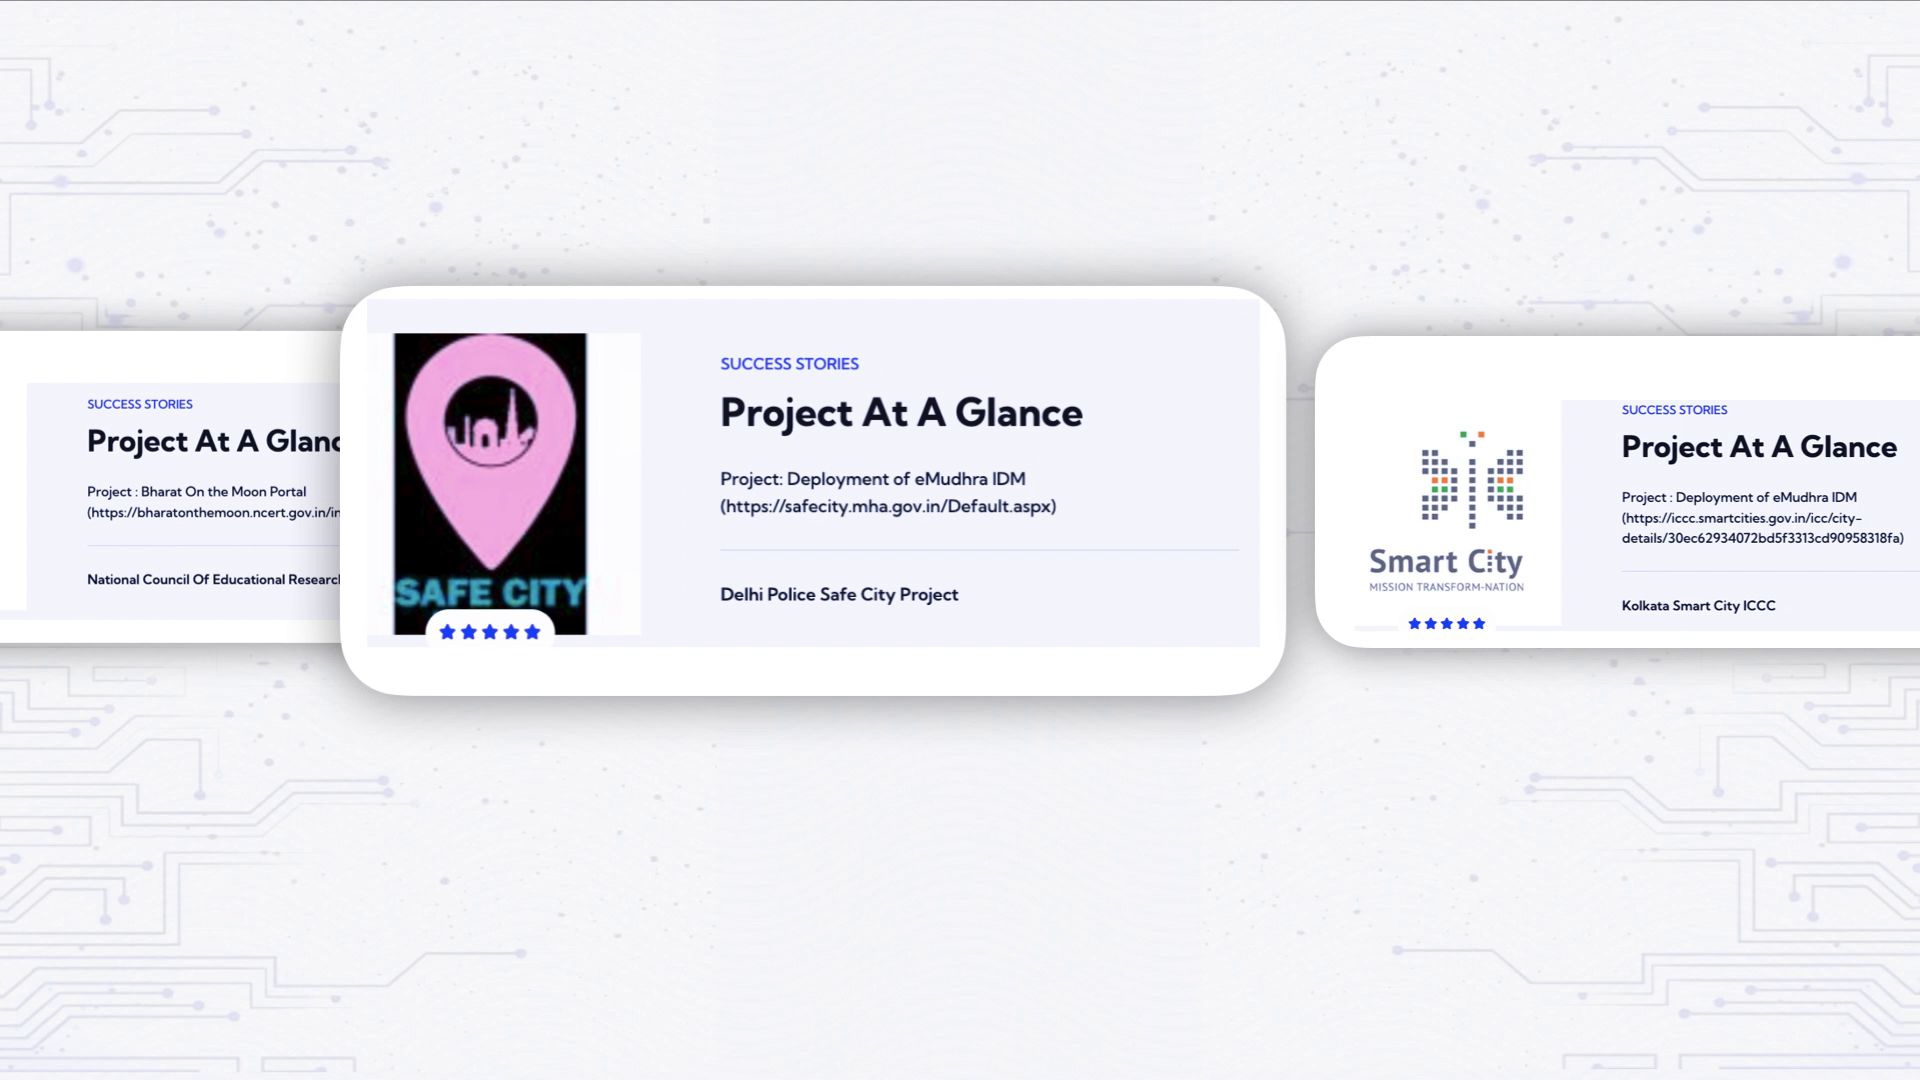 SUCCESS STORIES
Project At A Glanc
Project : Bharat On the Moon Portal
(https://bharatonthemoon.ncert.gov.in/in
National Council Of Educational Research
SAFE CITY
SUCCESS STORIES
Project At A Glance
Project: Deployment of eMudhra IDM
(https://safecity.mha.gov.in/Default.aspx)
Delhi Police Safe City Project
Smart City
MISSION TRANSFORM-NATION
SUCCESS STORIES
Project At A Glance
Project : Deployment of eMudhra IDM
(https://iccc.smartcities.gov.in/icc/city-
details/30ec62934072bd5f3313cd90958318fa)
Kolkata Smart City ICCC